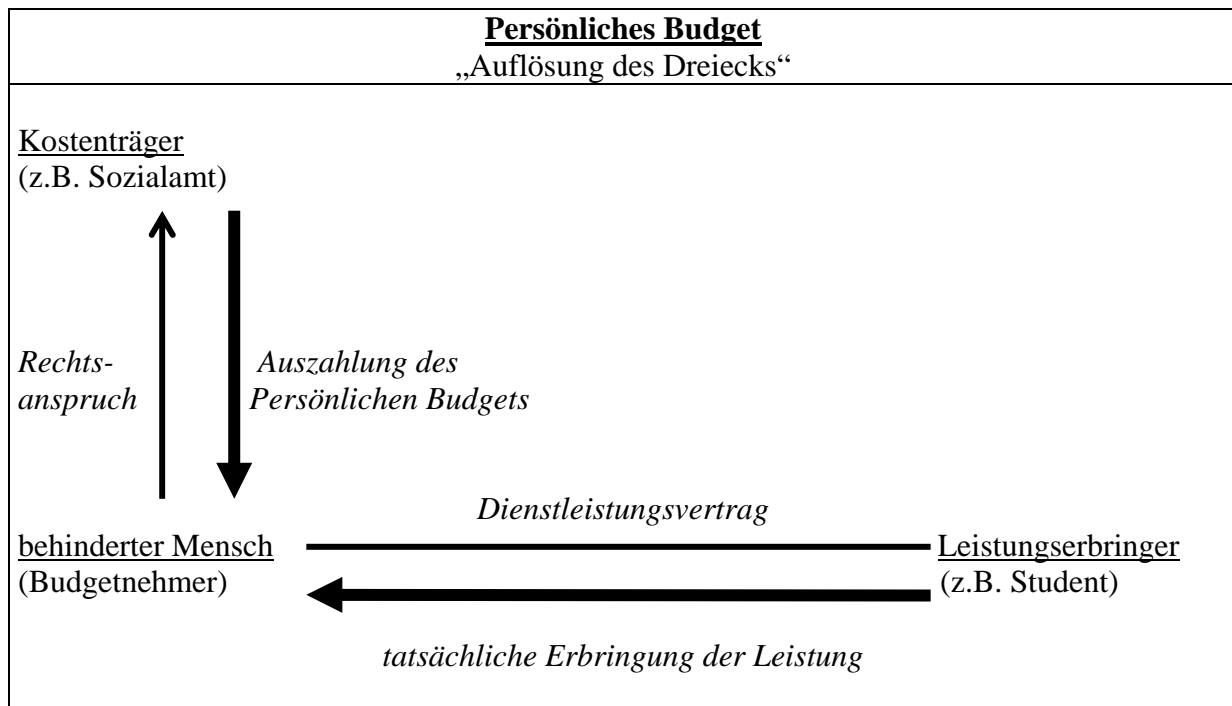 Persönliches Budget
„Auflösung des Dreiecks“
Kostenträger
(z.B. Sozialamt)
Rechts-
anspruch
Auszahlung des
Persönlichen Budgets
Dienstleistungsvertrag
behinderter Mensch
(Budgetnehmer)
Leistungserbringer
(z.B. Student)
tatsächliche Erbringung der Leistung